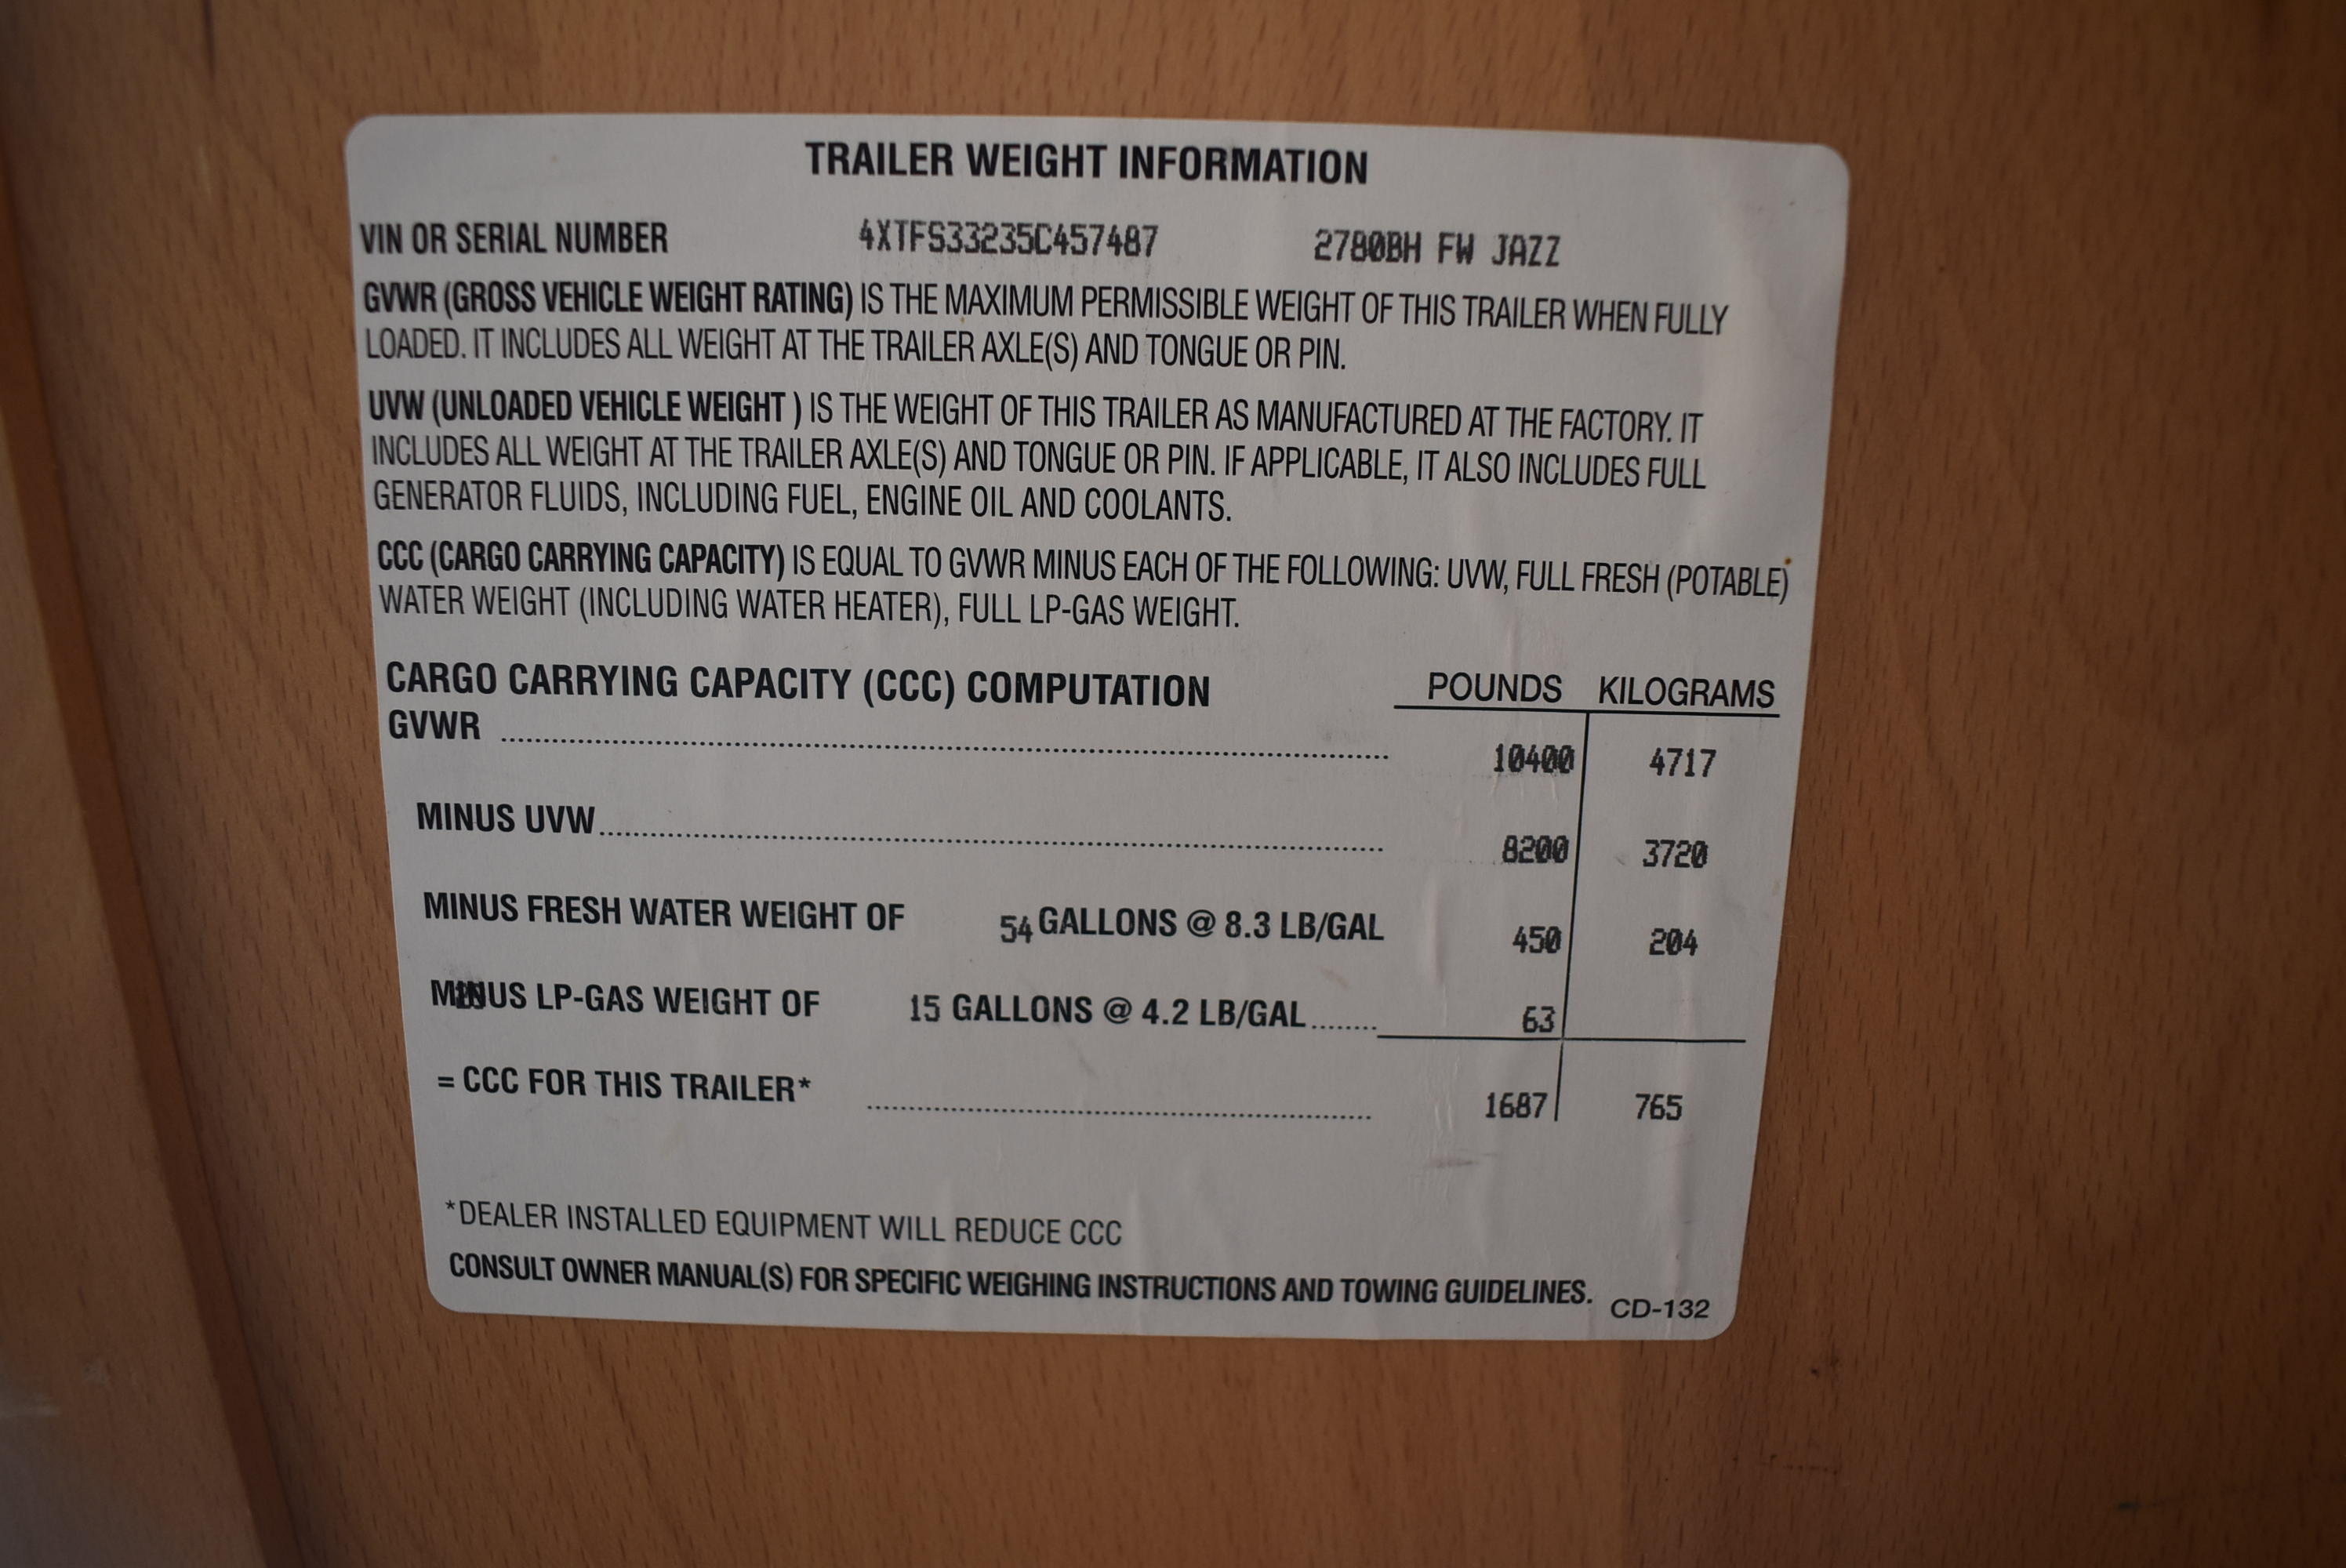 TRAILER WEIGHT INFORMATION
VIN OR SERIAL NUMBER 4XTFS33235C457487 2780BH FW JAZZ
GVWR (GROSS VEHICLE WEIGHT RATING) IS THE MAXIMUM PERMISSIBLE WEIGHT OF THIS TRAILER WHEN FULLY
LOADED. IT INCLUDES ALL WEIGHT AT THE TRAILER AXLE(S) AND TONGUE OR PIN.
UVW (UNLOADED VEHICLE WEIGHT ) IS THE WEIGHT OF THIS TRAILER AS MANUFACTURED AT THE FACTORY. IT
INCLUDES ALL WEIGHT AT THE TRAILER AXLE(S) AND TONGUE OR PIN. IF APPLICABLE, IT ALSO INCLUDES FULL
GENERATOR FLUIDS, INCLUDING FUEL, ENGINE OIL AND COOLANTS.
CCC (CARGO CARRYING CAPACITY) IS EQUAL TO GVWR MINUS EACH OF THE FOLLOWING: UVW, FULL FRESH (POTABLE)
WATER WEIGHT (INCLUDING WATER HEATER), FULL LP-GAS WEIGHT.
CARGO CARRYING CAPACITY (CCC) COMPUTATION POUNDS KILOGRAMS
GVWR 10400 4717
MINUS UVW 8200 3720
MINUS FRESH WATER WEIGHT OF 54 GALLONS @ 8.3 LB/GAL 450 204
MINUS LP-GAS WEIGHT OF 15 GALLONS @ 4.2 LB/GAL 63
= CCC FOR THIS TRAILER* 1687 765
*DEALER INSTALLED EQUIPMENT WILL REDUCE CCC
CONSULT OWNER MANUAL(S) FOR SPECIFIC WEIGHING INSTRUCTIONS AND TOWING GUIDELINES. CD-132